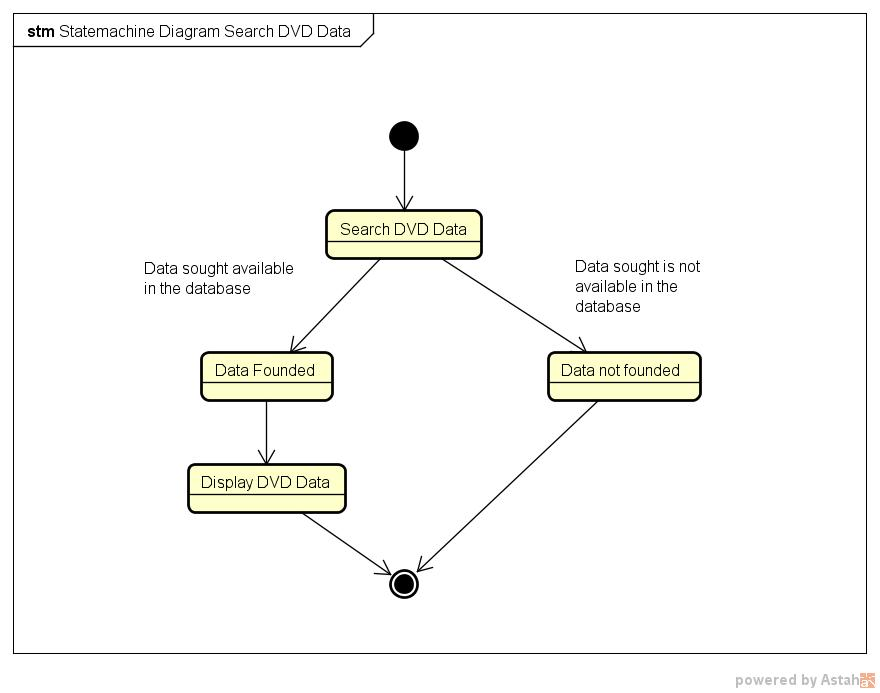 stm Statemachine Diagram Search DVD Data
Search DVD Data
Data sought available
in the database
Data sought is not
available in the
database
Data Founded
Data not founded
Display DVD Data
powered by Astah